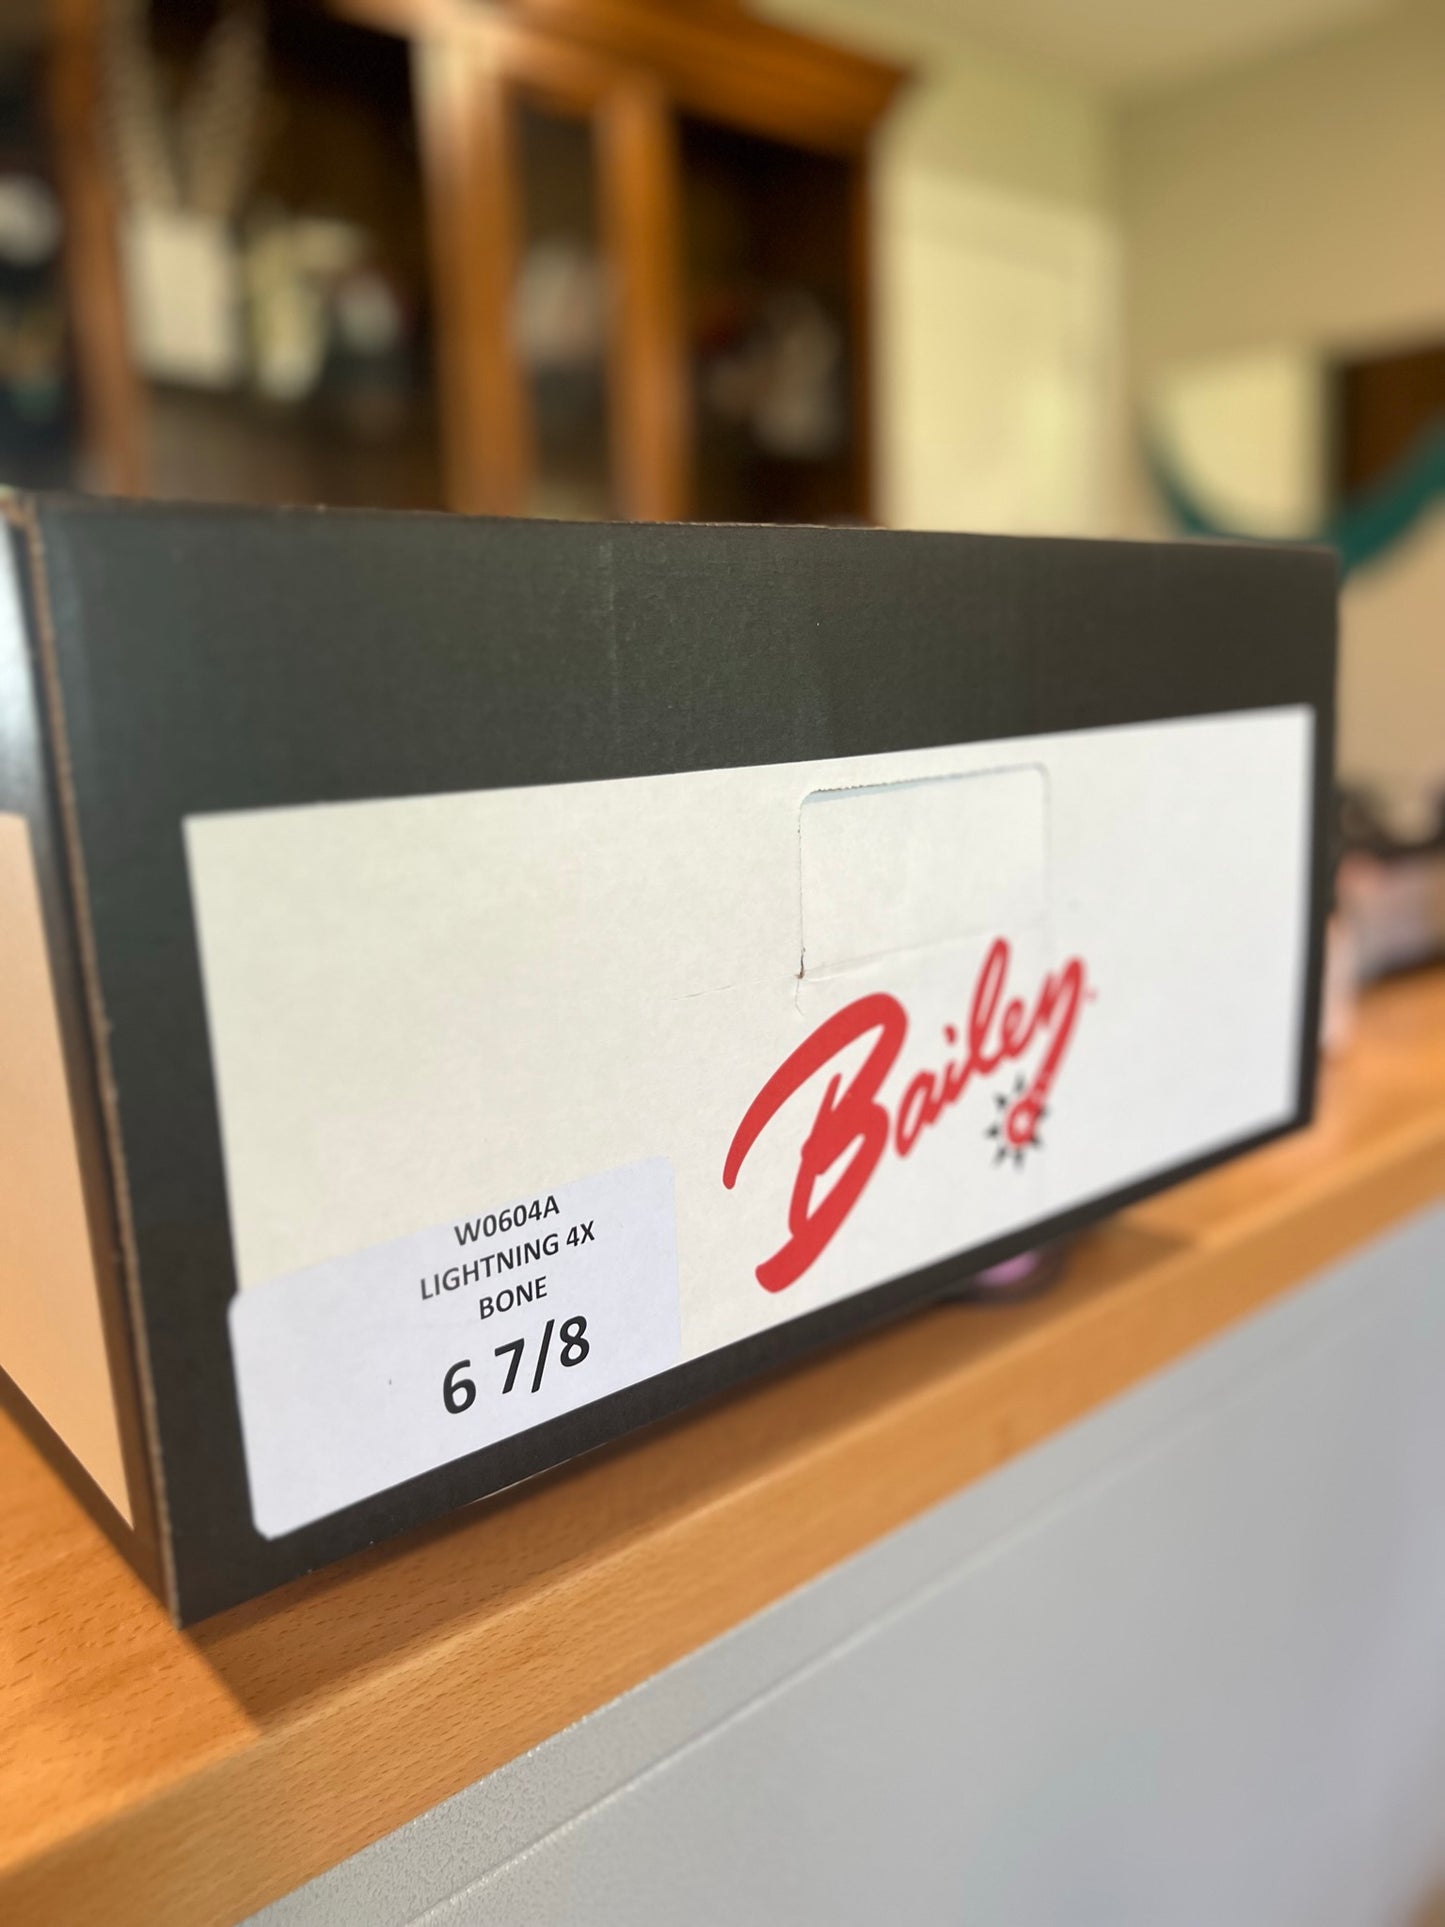 Bailey
W0604A
LIGHTNING 4X
BONE
6 7/8